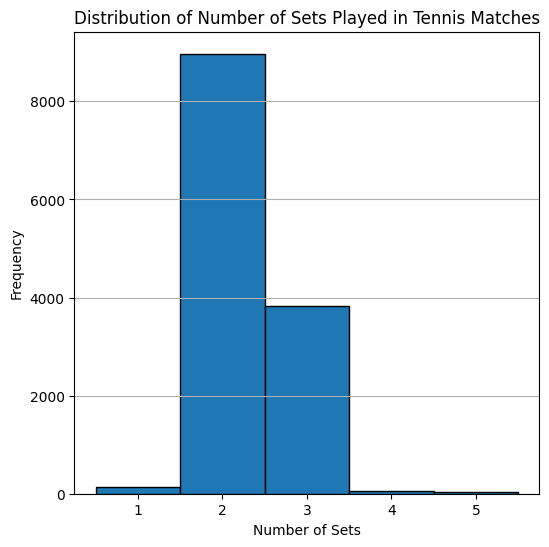 Distribution of Number of Sets Played in Tennis Matches
8000
6000
4000
2000
0
Frequency
1 2 3 4 5
Number of Sets